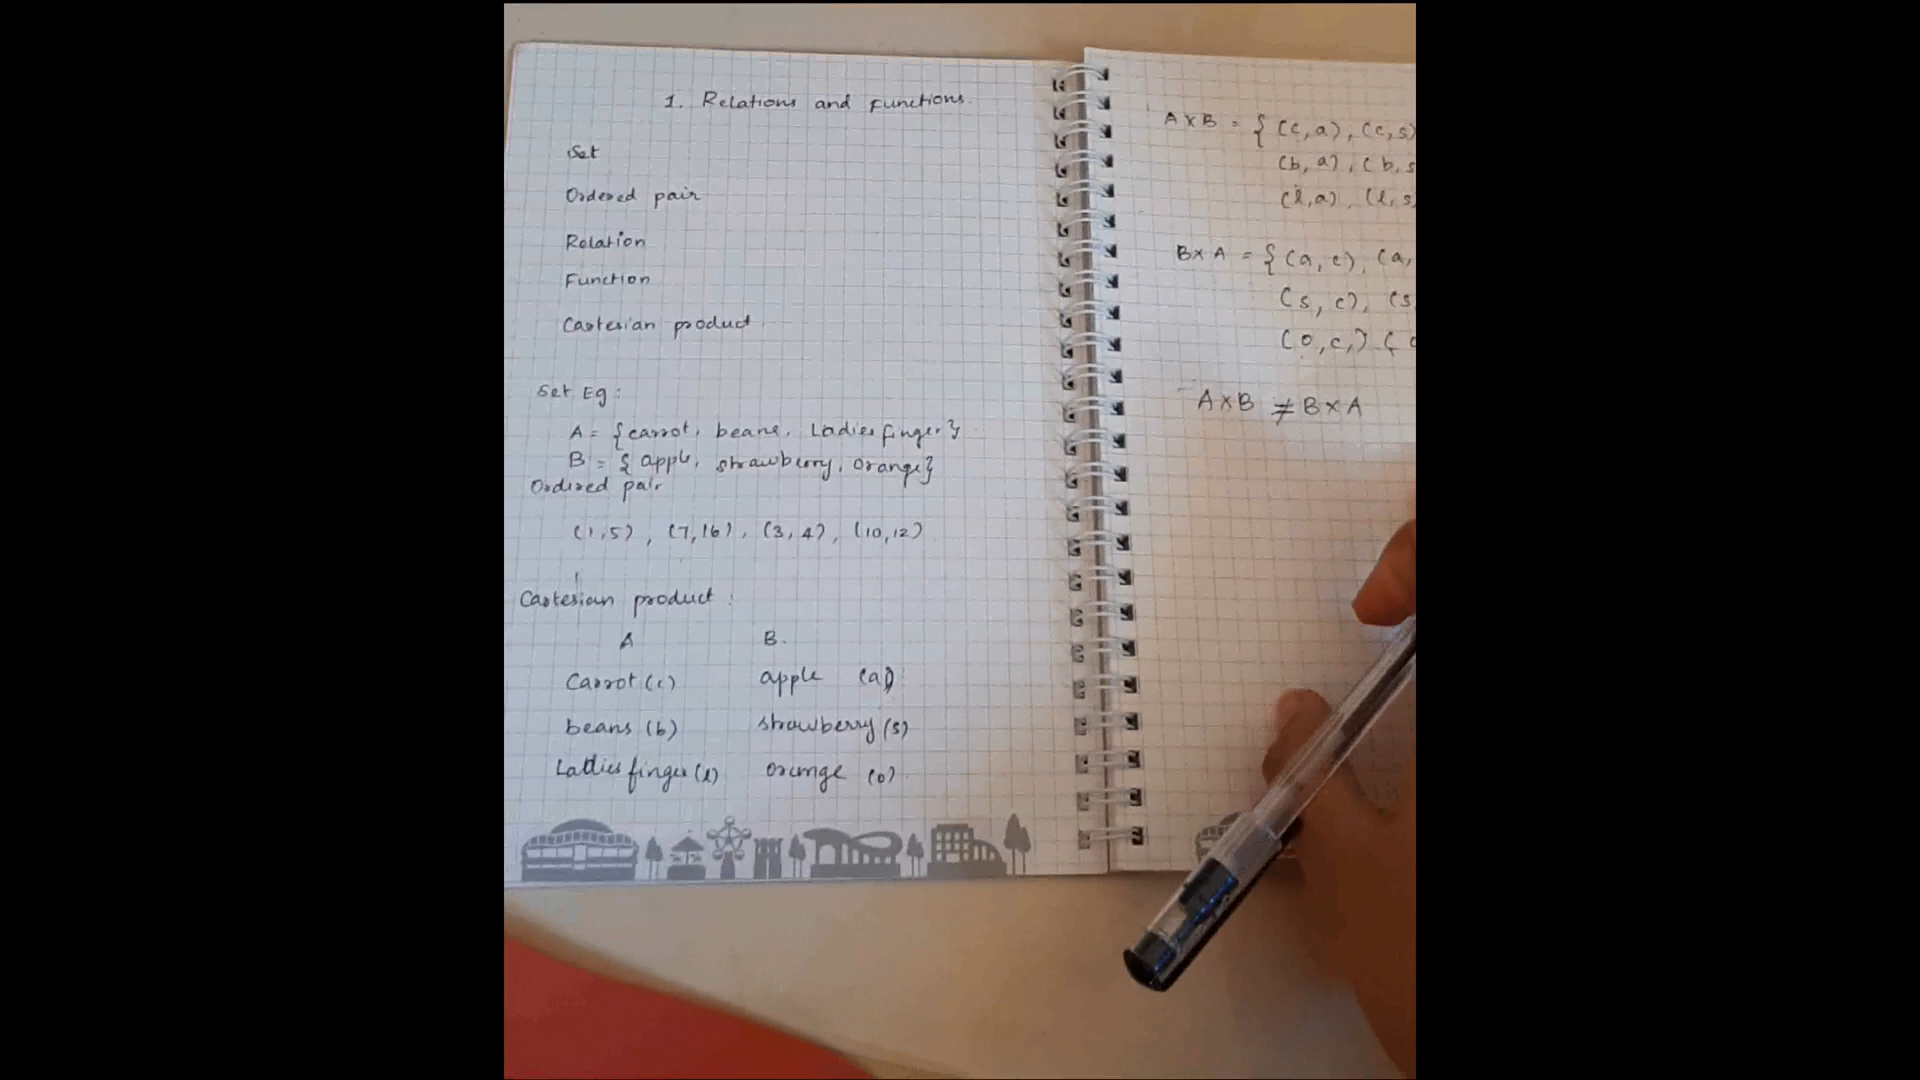 1. Relations and functions.
Set
Ordered pair
Relation
Function
Cartesian product
Set Eg:
A = {carrot, beans, Ladies finger}
B = {apple, strawberry, orange}
Ordered pair
(1,5), (7,16), (3,4), (10,12)
Cartesian product:
A B.
Carrot (c) apple (a)
beans (b) strawberry (s)
Ladies finger (l) orange (o).
A×B = { (c,a), (c,s)
(b,a), (b,s
(l,a), (l,s
B×A = { (a,c), (a,
(s,c), (s
(o,c,) (
A×B ≠ B×A